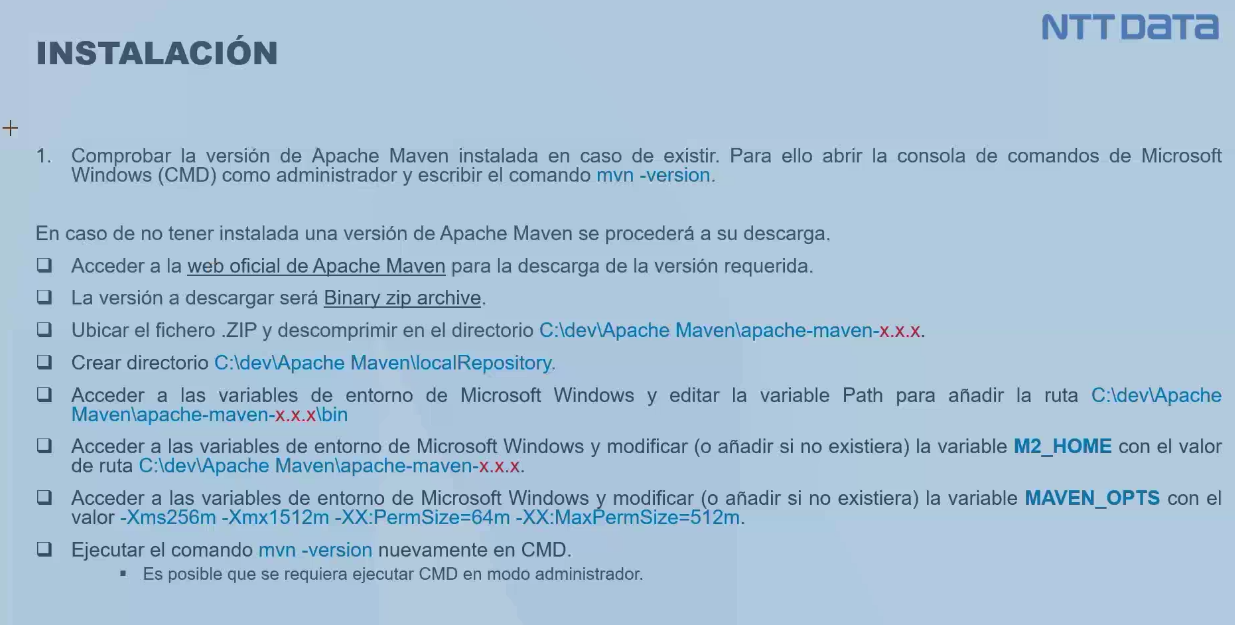 NTT DATA
INSTALACIÓN
1. Comprobar la versión de Apache Maven instalada en caso de existir. Para ello abrir la consola de comandos de Microsoft
Windows (CMD) como administrador y escribir el comando mvn -version.
En caso de no tener instalada una versión de Apache Maven se procederá a su descarga.
❑ Acceder a la web oficial de Apache Maven para la descarga de la versión requerida.
❑ La versión a descargar será Binary zip archive.
❑ Ubicar el fichero .ZIP y descomprimir en el directorio C:\dev\Apache Maven\apache-maven-x.x.x.
❑ Crear directorio C:\dev\Apache Maven\localRepository.
❑ Acceder a las variables de entorno de Microsoft Windows y editar la variable Path para añadir la ruta C:\dev\Apache
Maven\apache-maven-x.x.x\bin
❑ Acceder a las variables de entorno de Microsoft Windows y modificar (o añadir si no existiera) la variable M2_HOME con el valor
de ruta C:\dev\Apache Maven\apache-maven-x.x.x.
❑ Acceder a las variables de entorno de Microsoft Windows y modificar (o añadir si no existiera) la variable MAVEN_OPTS con el
valor -Xms256m -Xmx1512m -XX:PermSize=64m -XX:MaxPermSize=512m.
❑ Ejecutar el comando mvn -version nuevamente en CMD.
▪ Es posible que se requiera ejecutar CMD en modo administrador.